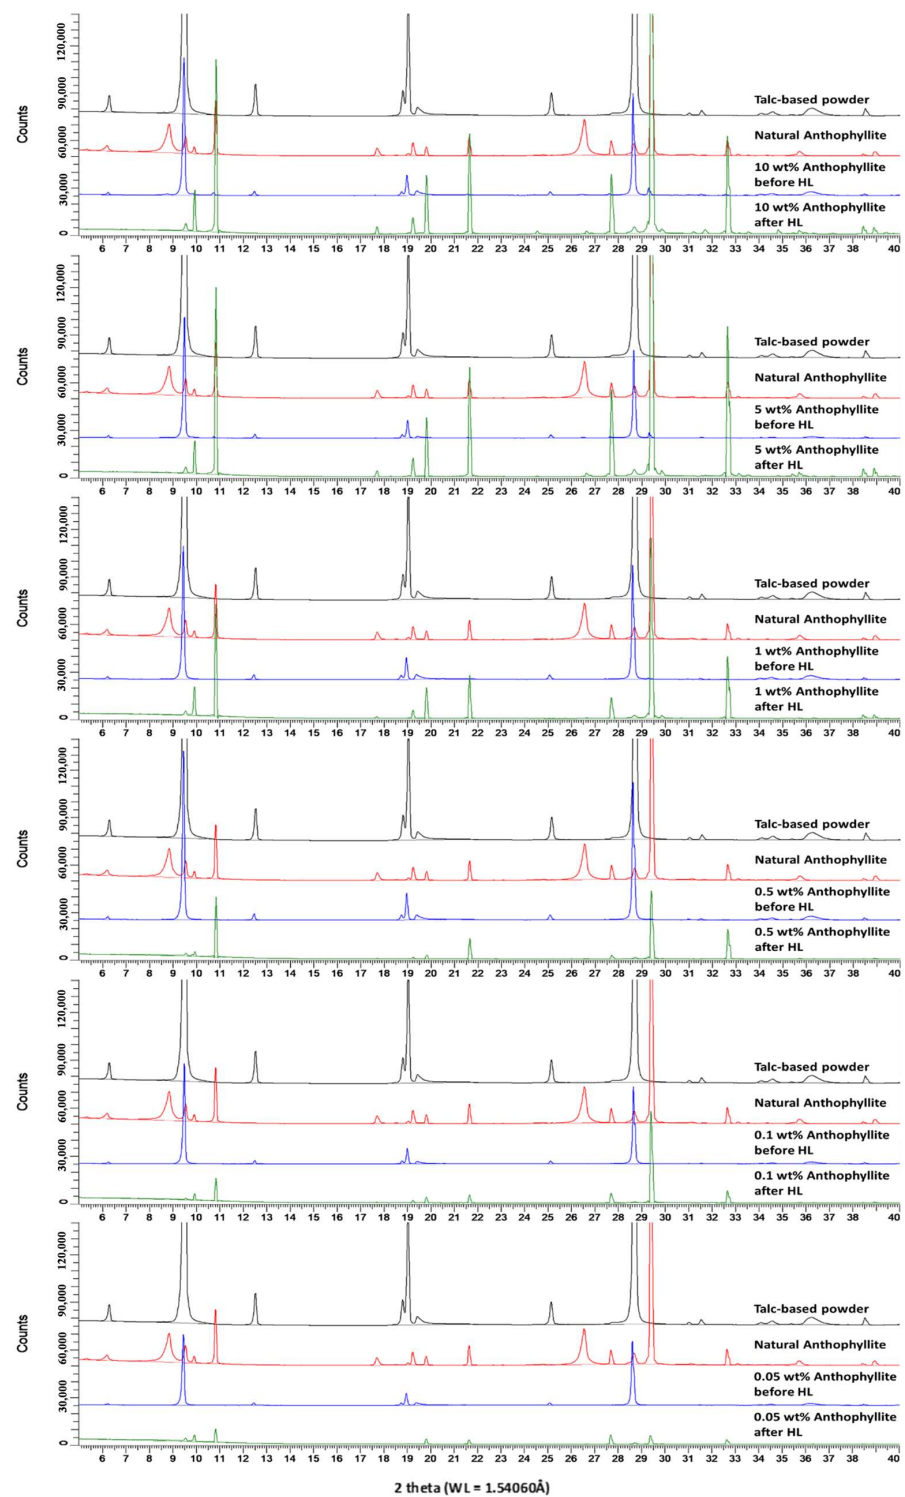 120,000
90,000
60,000
30,000
0
Counts
Talc-based powder
Natural Anthophyllite
10 wt% Anthophyllite
before HL
10 wt% Anthophyllite
after HL
6 7 8 9 10 11 12 13 14 15 16 17 18 19 20 21 22 23 24 25 26 27 28 29 30 31 32 33 34 35 36 37 38 40
120,000
90,000
60,000
30,000
0
Counts
Talc-based powder
Natural Anthophyllite
5 wt% Anthophyllite
before HL
5 wt% Anthophyllite
after HL
6 7 8 9 10 11 12 13 14 15 16 17 18 19 20 21 22 23 24 25 26 27 28 29 30 31 32 33 34 35 36 37 38 40
120,000
90,000
60,000
30,000
0
Counts
Talc-based powder
Natural Anthophyllite
1 wt% Anthophyllite
before HL
1 wt% Anthophyllite
after HL
6 7 8 9 10 11 12 13 14 15 16 17 18 19 20 21 22 23 24 25 26 27 28 29 30 31 32 33 34 35 36 37 38 40
120,000
90,000
60,000
30,000
0
Counts
Talc-based powder
Natural Anthophyllite
0.5 wt% Anthophyllite
before HL
0.5 wt% Anthophyllite
after HL
6 7 8 9 10 11 12 13 14 15 16 17 18 19 20 21 22 23 24 25 26 27 28 29 30 31 32 33 34 35 36 37 38 40
120,000
90,000
60,000
30,000
0
Counts
Talc-based powder
Natural Anthophyllite
0.1 wt% Anthophyllite
before HL
0.1 wt% Anthophyllite
after HL
6 7 8 9 10 11 12 13 14 15 16 17 18 19 20 21 22 23 24 25 26 27 28 29 30 31 32 33 34 35 36 37 38 40
120,000
90,000
60,000
30,000
0
Counts
Talc-based powder
Natural Anthophyllite
0.05 wt% Anthophyllite
before HL
0.05 wt% Anthophyllite
after HL
6 7 8 9 10 11 12 13 14 15 16 17 18 19 20 21 22 23 24 25 26 27 28 29 30 31 32 33 34 35 36 37 38 40
2 theta (WL = 1.54060Å)